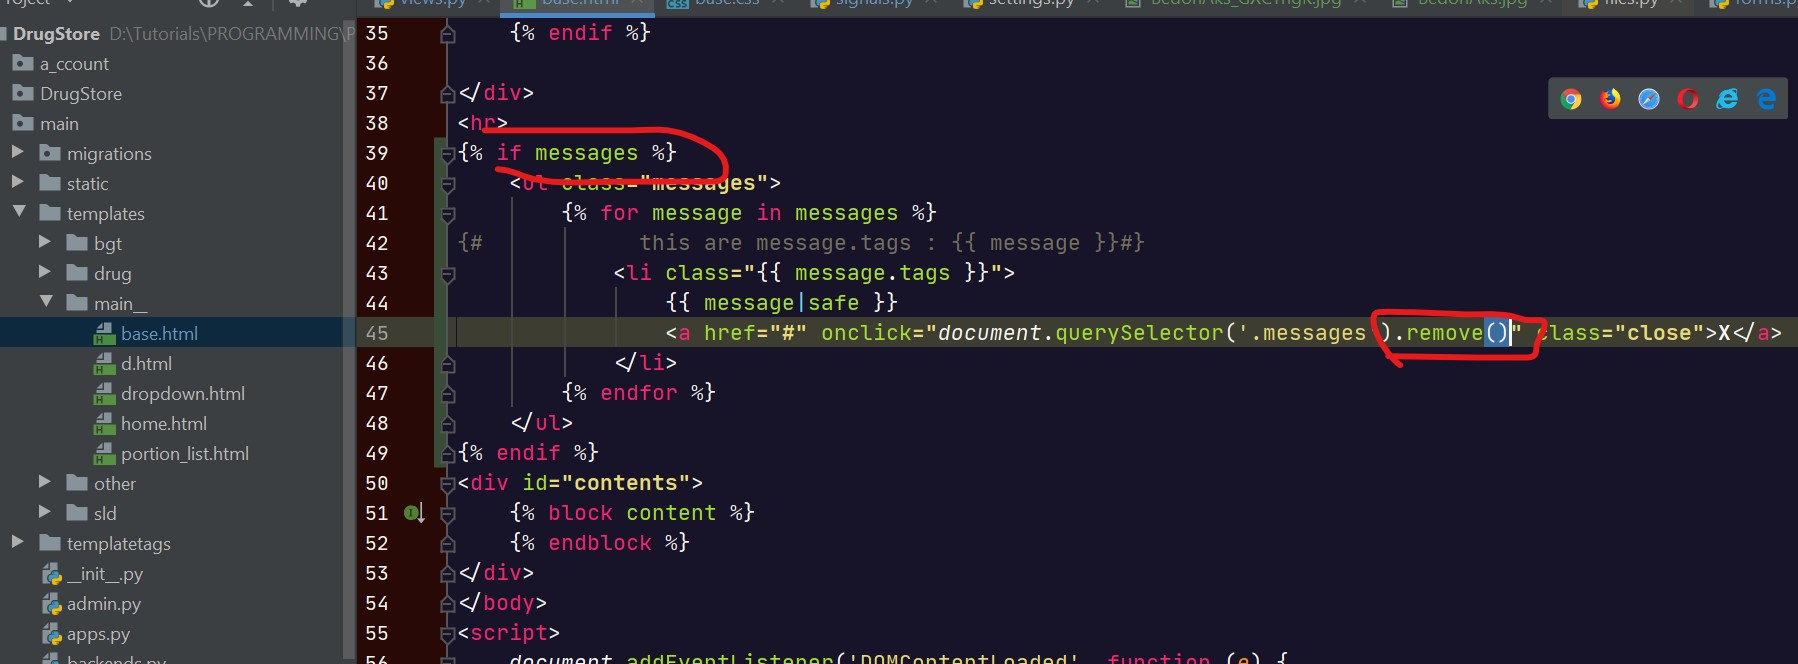 views.py base.html base.css signals.py settings.py BedonAks_GXCTngk.jpg BedonAks.jpg files.py forms.py
DrugStore D:\Tutorials\PROGRAMMING\P
a_ccount
DrugStore
main
migrations
static
templates
bgt
drug
main__
base.html
d.html
dropdown.html
home.html
portion_list.html
other
sld
templatetags
__init__.py
admin.py
apps.py
backends.py
35 {% endif %}
36
37 </div>
38 <hr>
39 {% if messages %}
40 <ul class="messages">
41 {% for message in messages %}
42 {# this are message.tags : {{ message }}#}
43 <li class="{{ message.tags }}">
44 {{ message|safe }}
45 <a href="#" onclick="document.querySelector('.messages').remove()" class="close">X</a>
46 </li>
47 {% endfor %}
48 </ul>
49 {% endif %}
50 <div id="contents">
51 {% block content %}
52 {% endblock %}
53 </div>
54 </body>
55 <script>
56 document.addEventListener('DOMContentLoaded', function (e) {